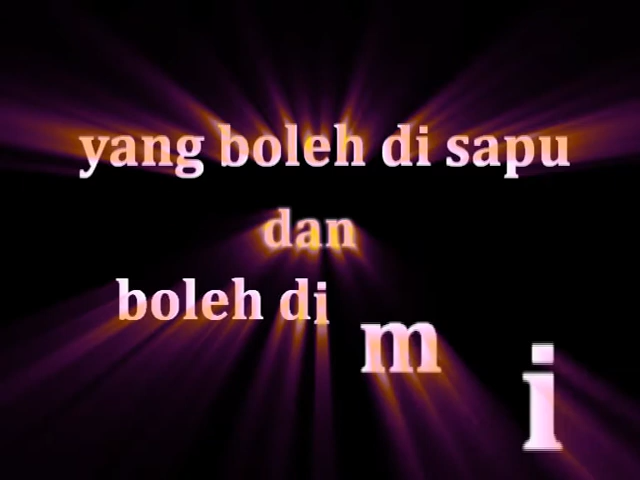 yang boleh di sapu
dan
boleh di m i